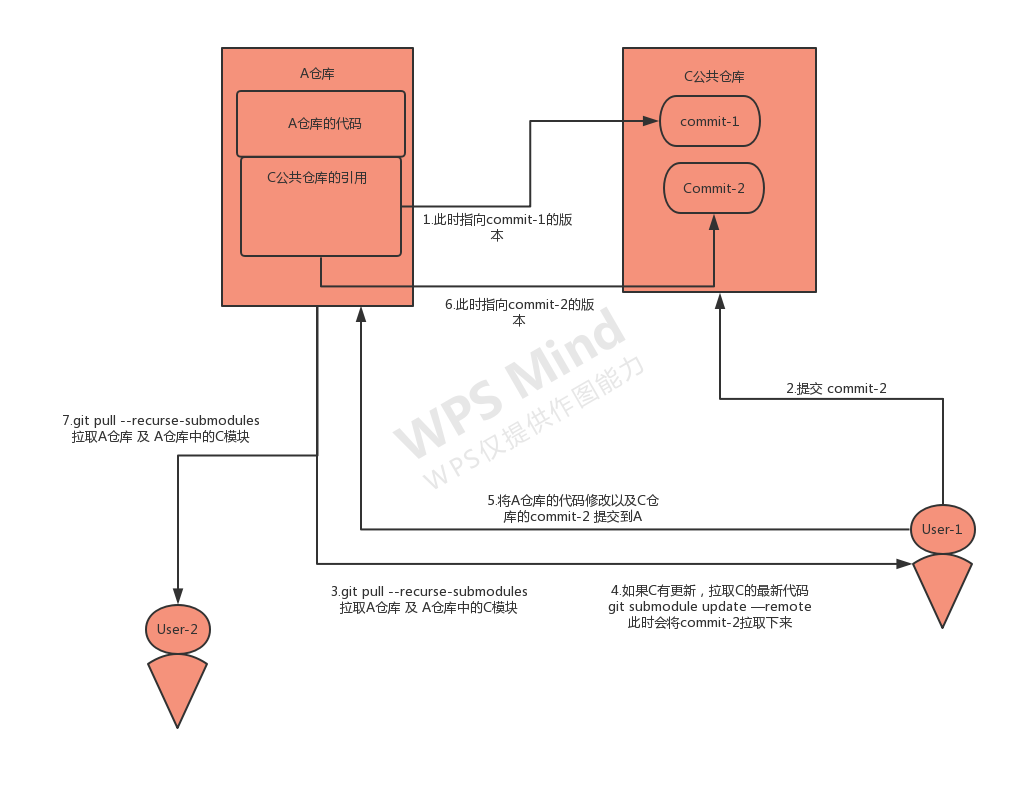 A仓库
A仓库的代码
C公共仓库的引用
C公共仓库
commit-1
Commit-2
1.此时指向commit-1的版
本
6.此时指向commit-2的版
本
2.提交 commit-2
7.git pull --recurse-submodules
拉取A仓库 及 A仓库中的C模块
WPS Mind
WPS仅提供作图能力
5.将A仓库的代码修改以及C仓
库的commit-2 提交到A
User-1
3.git pull --recurse-submodules
拉取A仓库 及 A仓库中的C模块
4.如果C有更新，拉取C的最新代码
git submodule update —remote
此时会将commit-2拉取下来
User-2